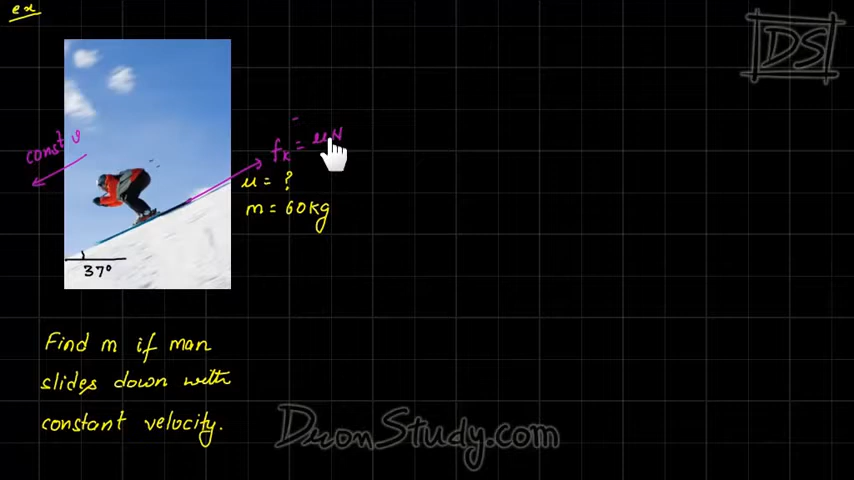 ex
DS
const v
fk = μN
μ = ?
m = 60kg
37°
Find m if man
slides down with
constant velocity.
DronStudy.com